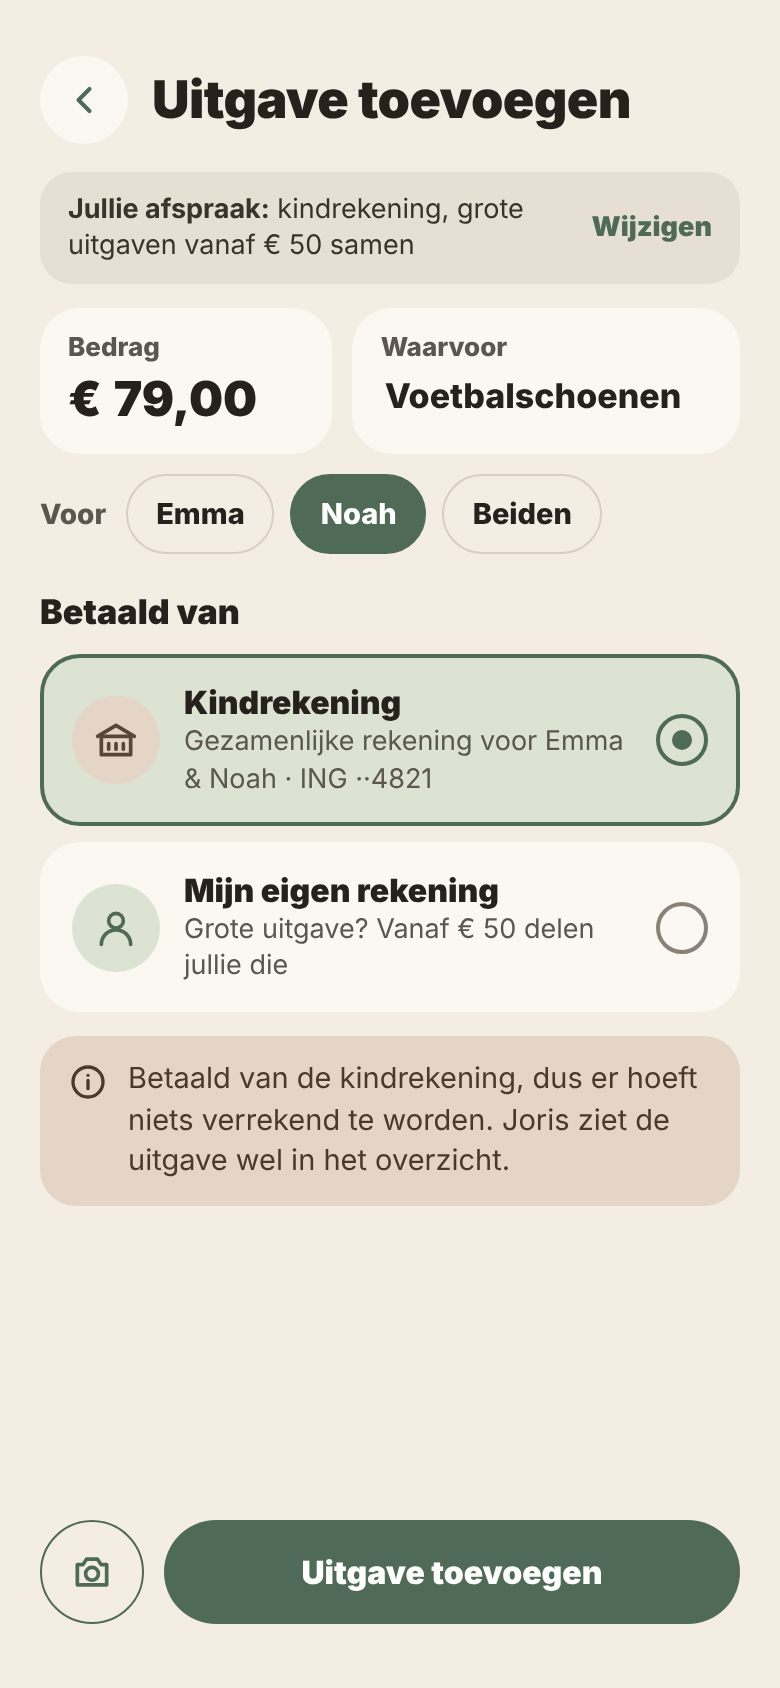 Uitgave toevoegen
Jullie afspraak: kindrekening, grote
uitgaven vanaf € 50 samen
Wijzigen
Bedrag
€ 79,00
Waarvoor
Voetbalschoenen
Voor
Emma
Noah
Beiden
Betaald van
Kindrekening
Gezamenlijke rekening voor Emma
& Noah · ING ··4821
Mijn eigen rekening
Grote uitgave? Vanaf € 50 delen
jullie die
Betaald van de kindrekening, dus er hoeft
niets verrekend te worden. Joris ziet de
uitgave wel in het overzicht.
Uitgave toevoegen